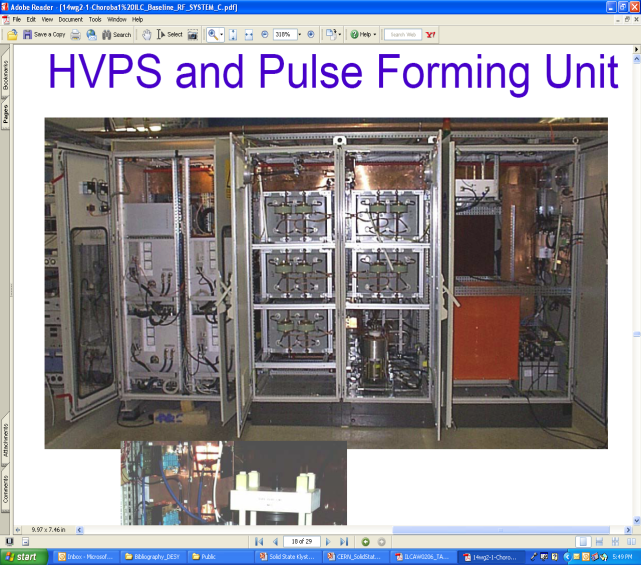 Adobe Reader - [14wg2-1-Choroba1%20ILC_Baseline_RF_SYSTEM_C.pdf]
File Edit View Document Tools Window Help
Save a Copy Search Select 318% Help Search Web Y!
Bookmarks
Pages
HVPS and Pulse Forming Unit
Attachments
Comments
9.97 x 7.46 in
18 of 29
start Inbox - Microsof... Bibliography_DESY Public Solid State Klyst... CERN_SolidStat... ILCAW0206_TA... 14wg2-1-Choro... 5:49 PM